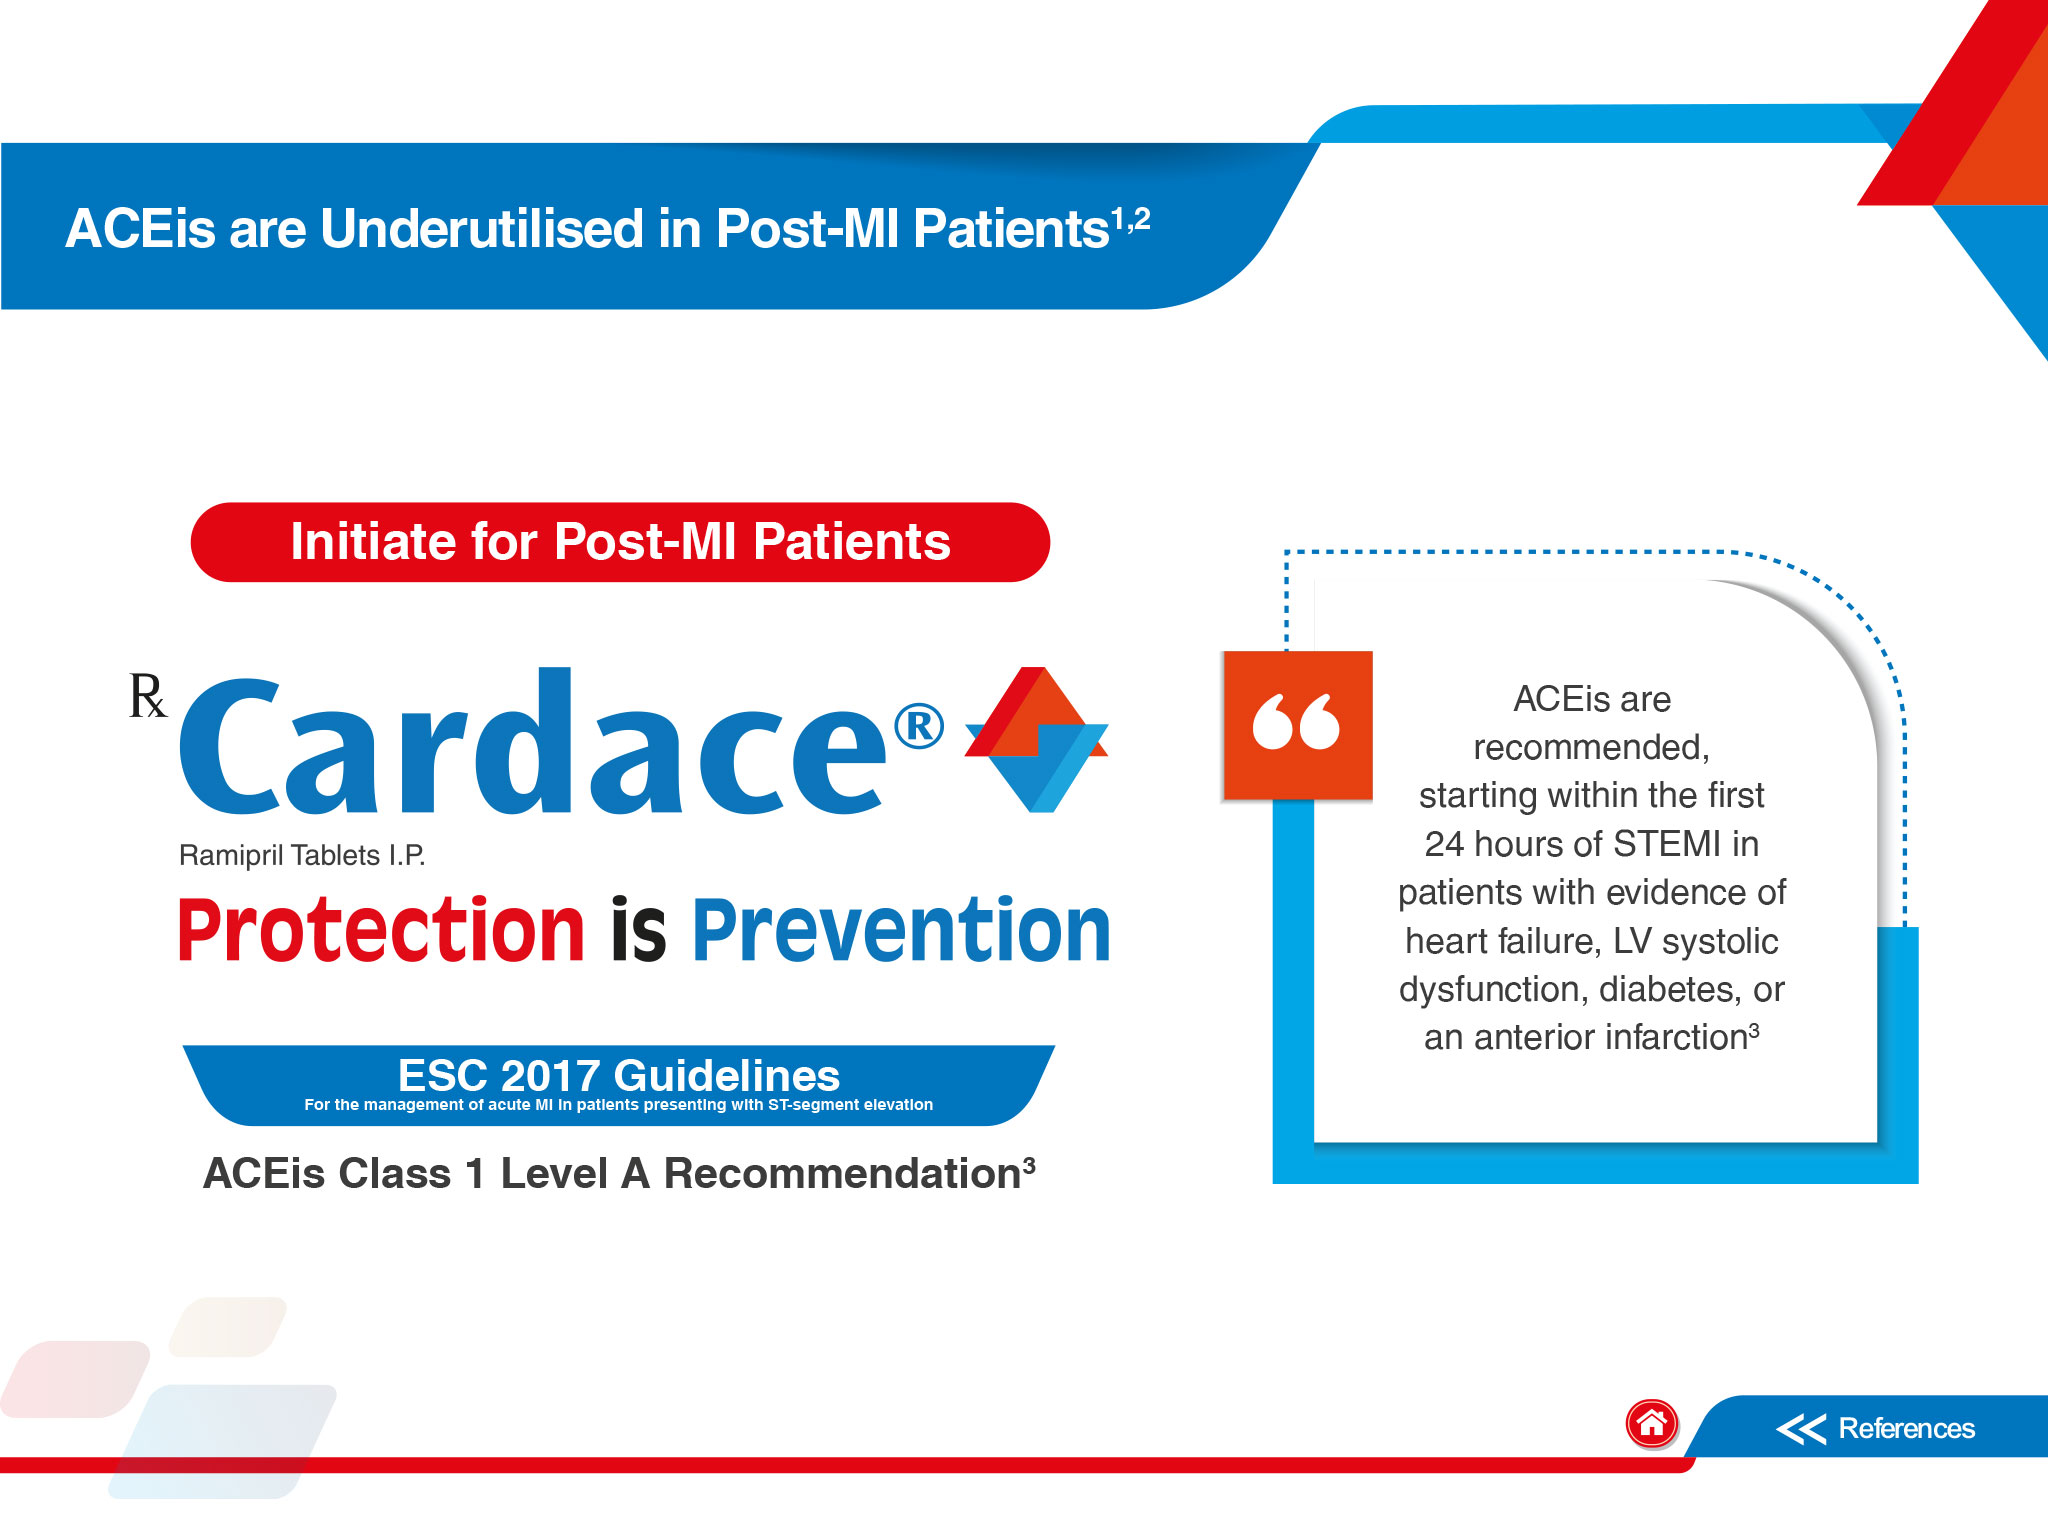 ACEis are Underutilised in Post-MI Patients1,2
Initiate for Post-MI Patients
Rx Cardace®
Ramipril Tablets I.P.
Protection is Prevention
ESC 2017 Guidelines
For the management of acute MI in patients presenting with ST-segment elevation
ACEis Class 1 Level A Recommendation3
“
ACEis are
recommended,
starting within the first
24 hours of STEMI in
patients with evidence of
heart failure, LV systolic
dysfunction, diabetes, or
an anterior infarction3
References